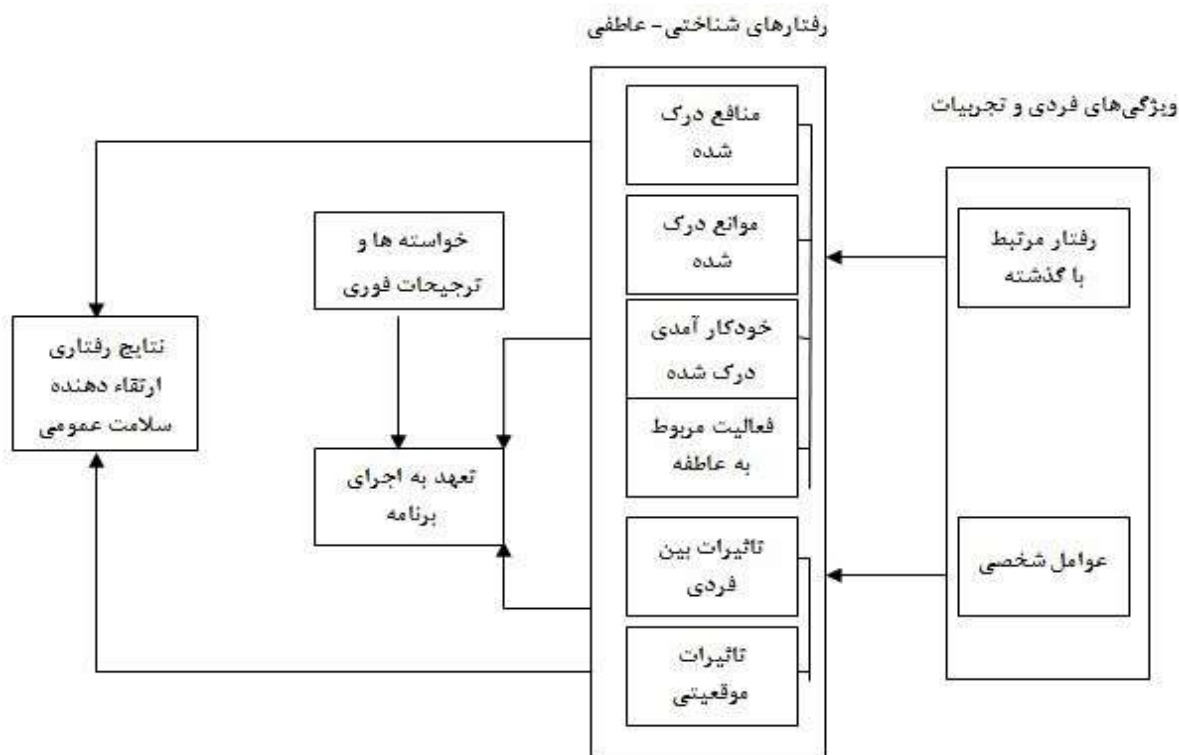 رفتارهای شناختی- عاطفی
ویژگی‌های فردی و تجربیات
رفتار مرتبط
با گذشته
عوامل شخصی
منافع درک
شده
موانع درک
شده
خودکار آمدی
درک شده
فعالیت مربوط
به عاطفه
تاثیرات بین
فردی
تاثیرات
موقعیتی
خواسته ها و
ترجیحات فوری
تعهد به اجرای
برنامه
نتایج رفتاری
ارتقاء دهنده
سلامت عمومی